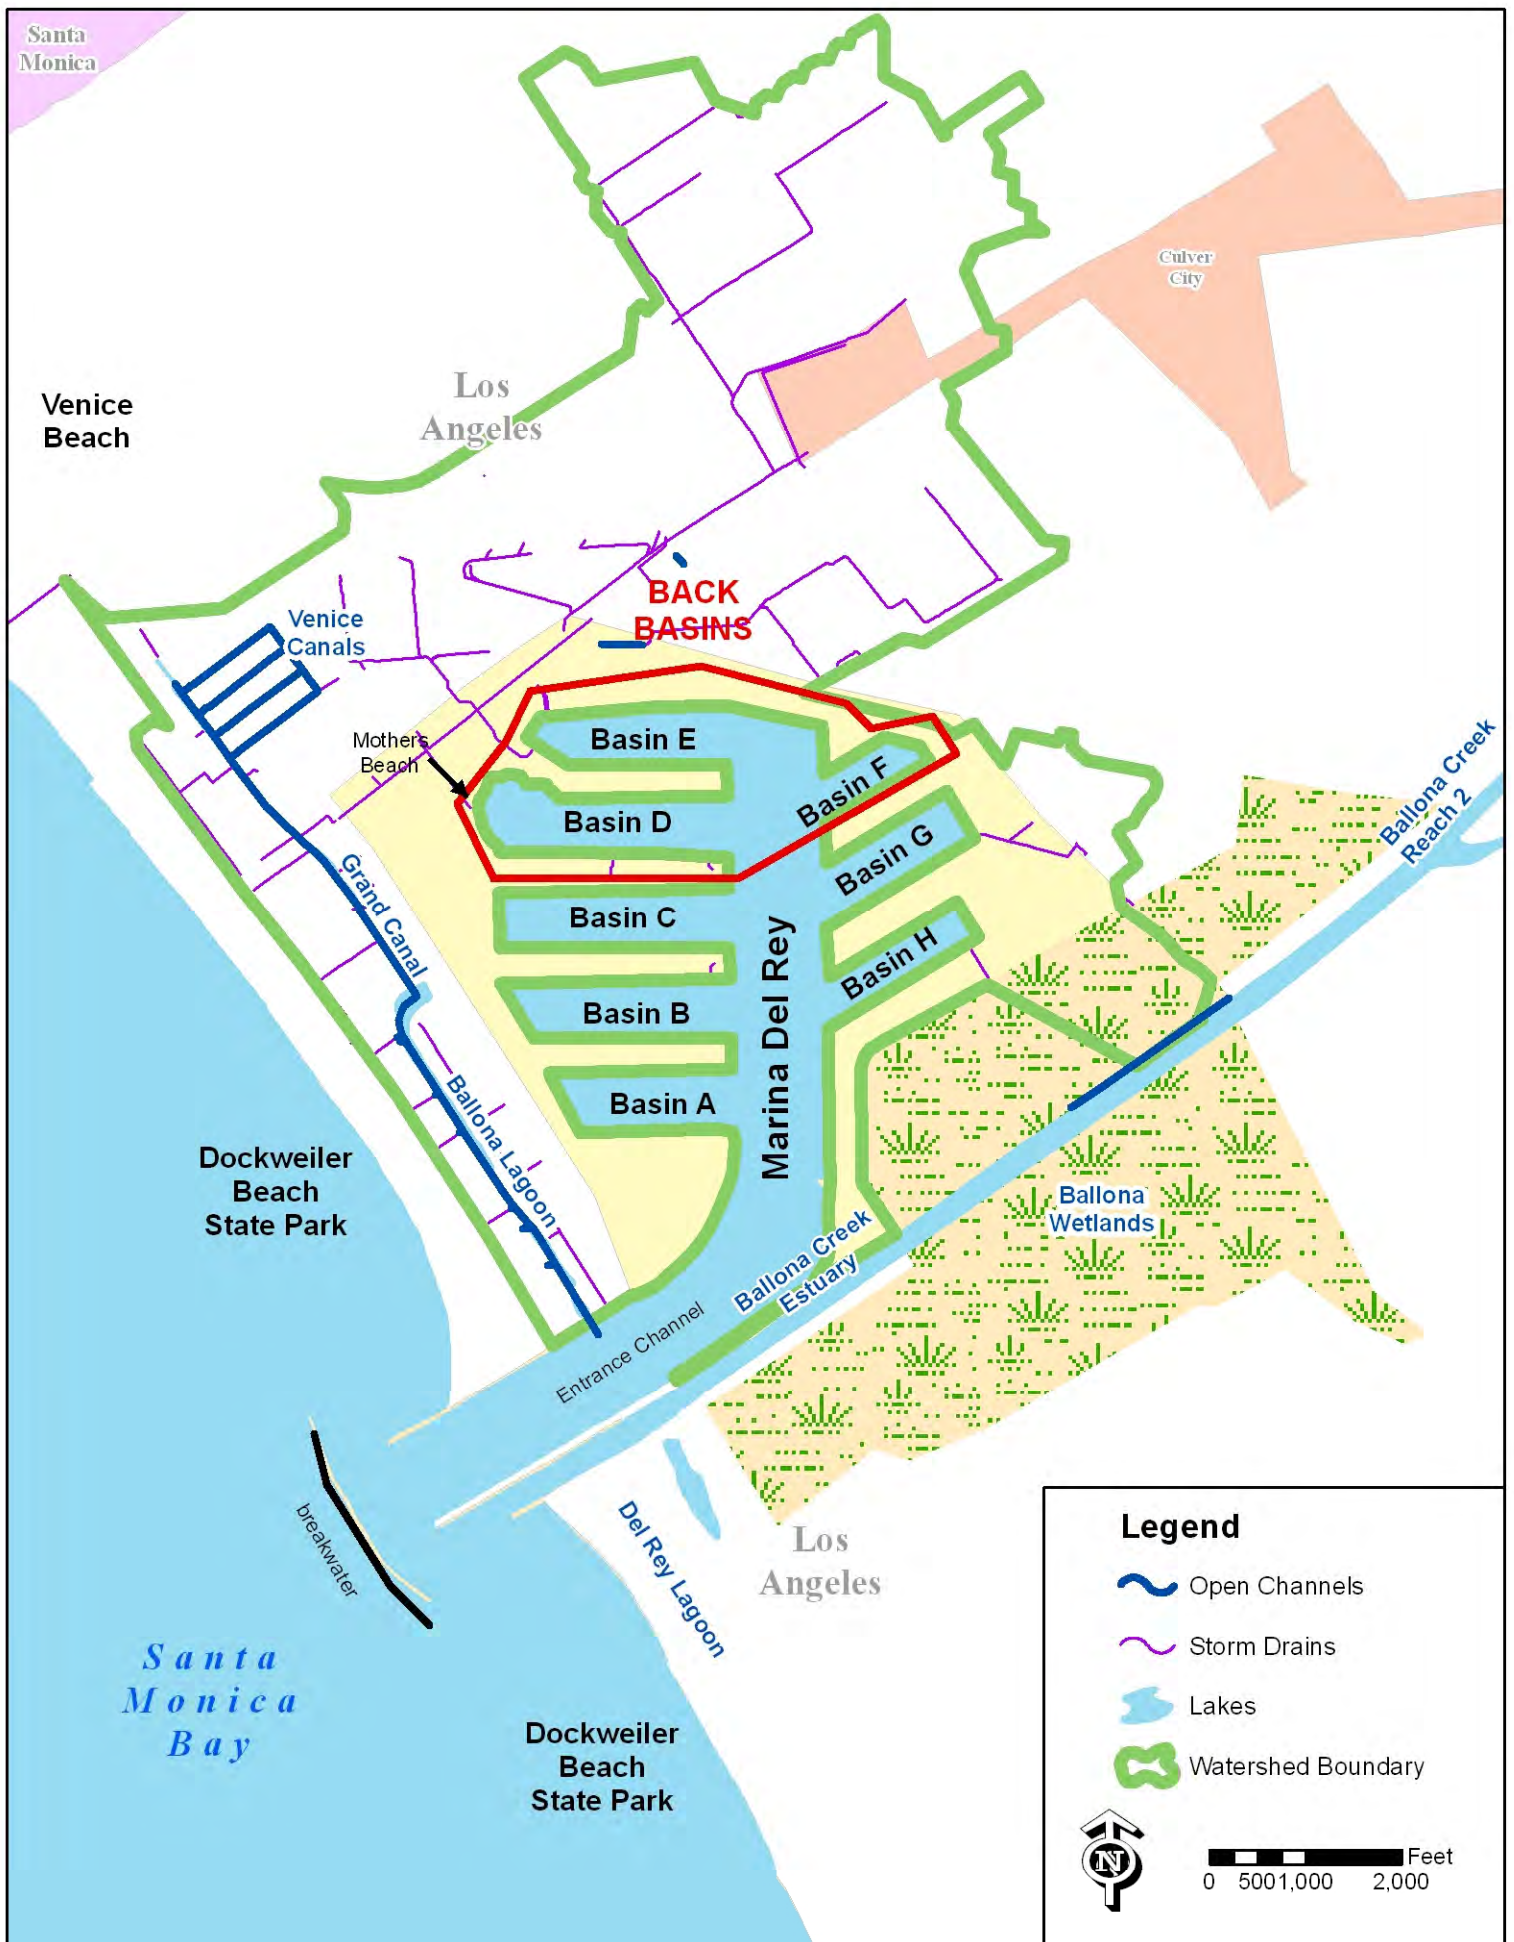 Santa
Monica
Culver
City
Los
Angeles
Venice
Beach
BACK
BASINS
Venice
Canals
Mothers
Beach
Basin E
Basin F
Basin D
Basin G
Basin C
Basin H
Basin B
Basin A
Marina Del Rey
Grand Canal
Ballona Lagoon
Ballona Creek
Reach 2
Ballona
Wetlands
Dockweiler
Beach
State Park
Ballona Creek
Estuary
Entrance Channel
breakwater
Del Rey Lagoon
Los
Angeles
Santa
Monica
Bay
Dockweiler
Beach
State Park
Legend
Open Channels
Storm Drains
Lakes
Watershed Boundary
N
Feet
0 500 1,000 2,000